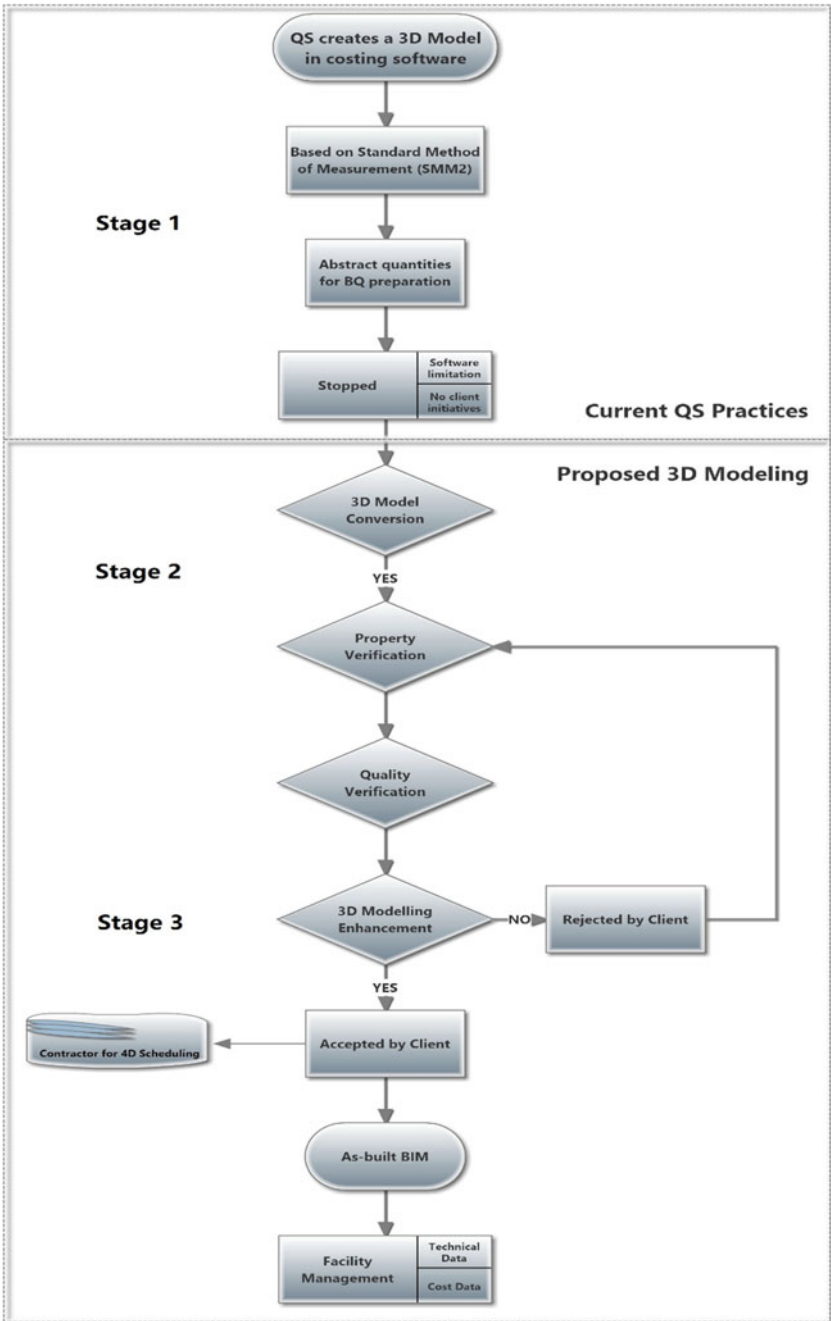 QS creates a 3D Model
in costing software
Based on Standard Method
of Measurement (SMM2)
Stage 1
Abstract quantities
for BQ preparation
Stopped
Software
limitation
No client
initiatives
Current QS Practices
Proposed 3D Modeling
3D Model
Conversion
Stage 2
YES
Property
Verification
Quality
Verification
Stage 3
3D Modelling
Enhancement
NO
Rejected by Client
YES
Contractor for 4D Scheduling
Accepted by Client
As-built BIM
Facility
Management
Technical
Data
Cost Data